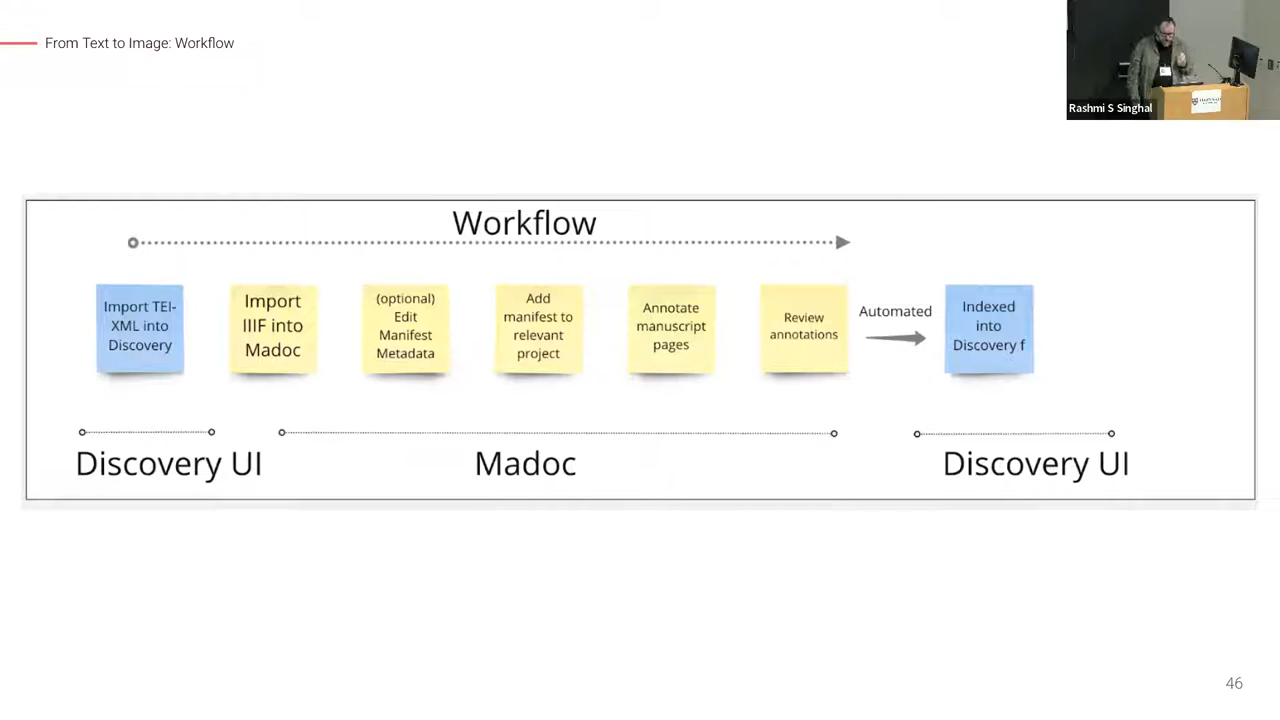 From Text to Image: Workflow
Rashmi S Singhal
Workflow
Import TEI-
XML into
Discovery
Import
IIIF into
Madoc
(optional)
Edit
Manifest
Metadata
Add
manifest to
relevant
project
Annotate
manuscript
pages
Review
annotations
Automated
Indexed
into
Discovery f
Discovery UI
Madoc
Discovery UI
46